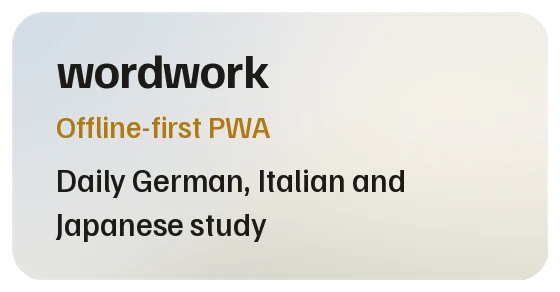 wordwork
Offline-first PWA
Daily German, Italian and
Japanese study